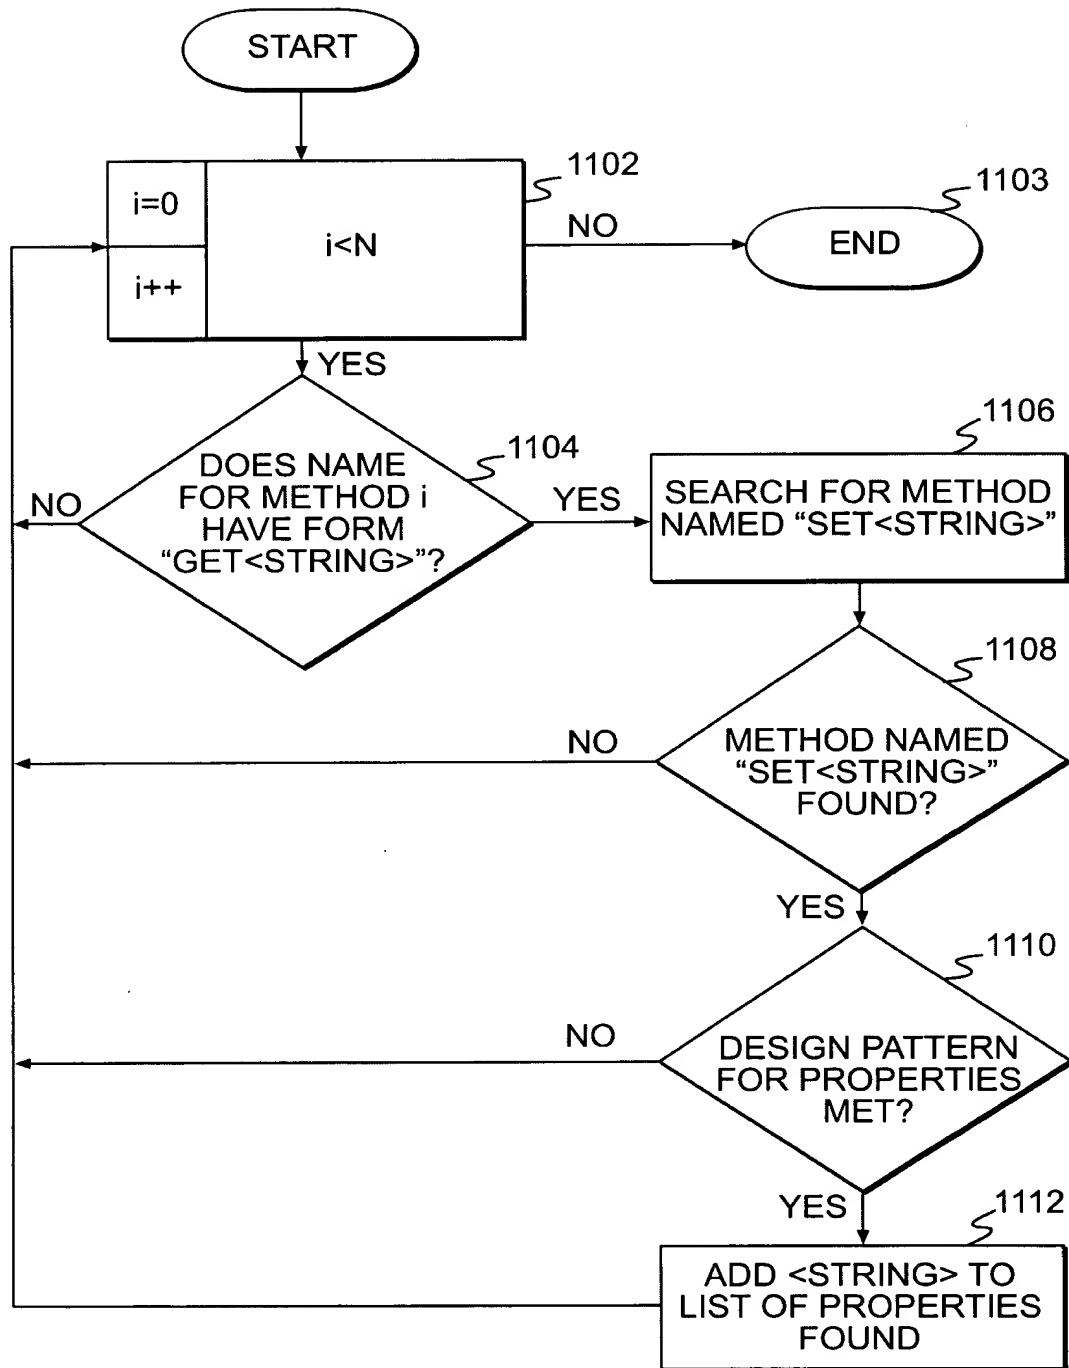 START
1102
i=0
i<N
i++
NO
1103
END
YES
1104
DOES NAME
FOR METHOD i
HAVE FORM
“GET<STRING>”?
NO
YES
1106
SEARCH FOR METHOD
NAMED “SET<STRING>”
1108
METHOD NAMED
“SET<STRING>”
FOUND?
NO
YES
1110
DESIGN PATTERN
FOR PROPERTIES
MET?
NO
YES
1112
ADD <STRING> TO
LIST OF PROPERTIES
FOUND